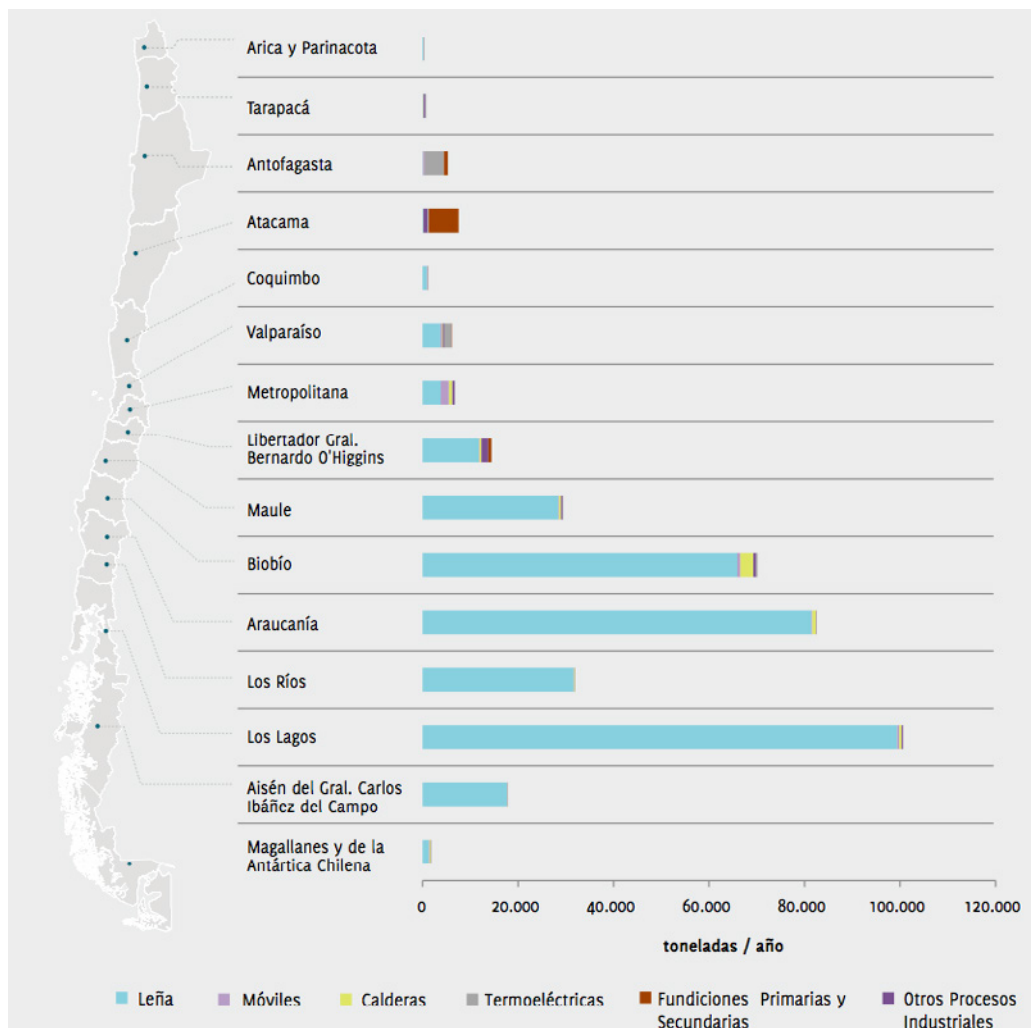 Arica y Parinacota
Tarapacá
Antofagasta
Atacama
Coquimbo
Valparaíso
Metropolitana
Libertador Gral.
Bernardo O'Higgins
Maule
Biobío
Araucanía
Los Ríos
Los Lagos
Aisén del Gral. Carlos
Ibáñez del Campo
Magallanes y de la
Antártica Chilena
0 20.000 40.000 60.000 80.000 100.000 120.000
toneladas / año
Leña Móviles Calderas Termoeléctricas Fundiciones Primarias y Otros Procesos
Secundarias Industriales